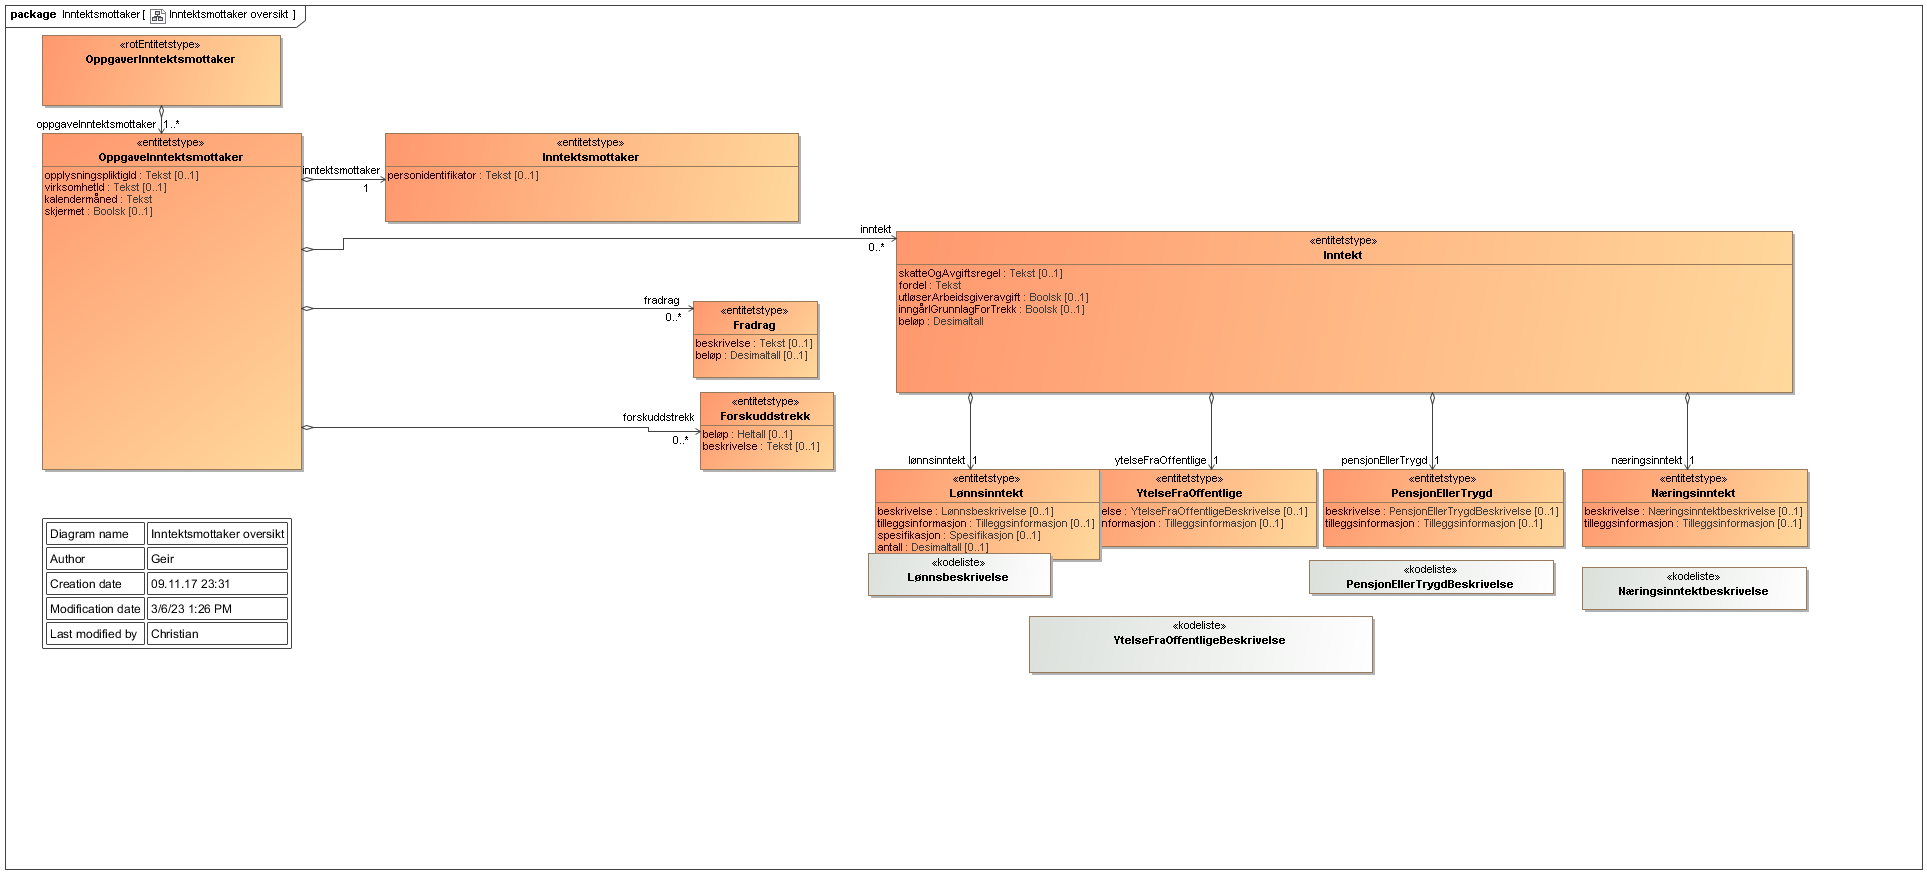 package Inntektsmottaker [ Inntektsmottaker oversikt ]
«rotEntitetstype»
OppgaverInntektsmottaker
oppgaveInntektsmottaker 1..*
«entitetstype»
OppgaveInntektsmottaker
opplysningspliktigId : Tekst [0..1]
virksomhetId : Tekst [0..1]
kalendermåned : Tekst
skjermet : Boolsk [0..1]
inntektsmottaker
1
«entitetstype»
Inntektsmottaker
personidentifikator : Tekst [0..1]
inntekt
0..*
«entitetstype»
Inntekt
skatteOgAvgiftsregel : Tekst [0..1]
fordel : Tekst
utløserArbeidsgiveravgift : Boolsk [0..1]
inngårIGrunnlagForTrekk : Boolsk [0..1]
beløp : Desimaltall
fradrag
0..*
«entitetstype»
Fradrag
beskrivelse : Tekst [0..1]
beløp : Desimaltall [0..1]
forskuddstrekk
0..*
«entitetstype»
Forskuddstrekk
beløp : Heltall [0..1]
beskrivelse : Tekst [0..1]
lønnsinntekt 1
«entitetstype»
Lønnsinntekt
beskrivelse : Lønnsbeskrivelse [0..1]
tilleggsinformasjon : Tilleggsinformasjon [0..1]
spesifikasjon : Spesifikasjon [0..1]
antall : Desimaltall [0..1]
ytelseFraOffentlige 1
«entitetstype»
YtelseFraOffentlige
else : YtelseFraOffentligeBeskrivelse [0..1]
informasjon : Tilleggsinformasjon [0..1]
pensjonEllerTrygd 1
«entitetstype»
PensjonEllerTrygd
beskrivelse : PensjonEllerTrygdBeskrivelse [0..1]
tilleggsinformasjon : Tilleggsinformasjon [0..1]
næringsinntekt 1
«entitetstype»
Næringsinntekt
beskrivelse : Næringsinntektbeskrivelse [0..1]
tilleggsinformasjon : Tilleggsinformasjon [0..1]
«kodeliste»
Lønnsbeskrivelse
«kodeliste»
PensjonEllerTrygdBeskrivelse
«kodeliste»
Næringsinntektbeskrivelse
«kodeliste»
YtelseFraOffentligeBeskrivelse
Diagram name Inntektsmottaker oversikt
Author Geir
Creation date 09.11.17 23:31
Modification date 3/6/23 1:26 PM
Last modified by Christian